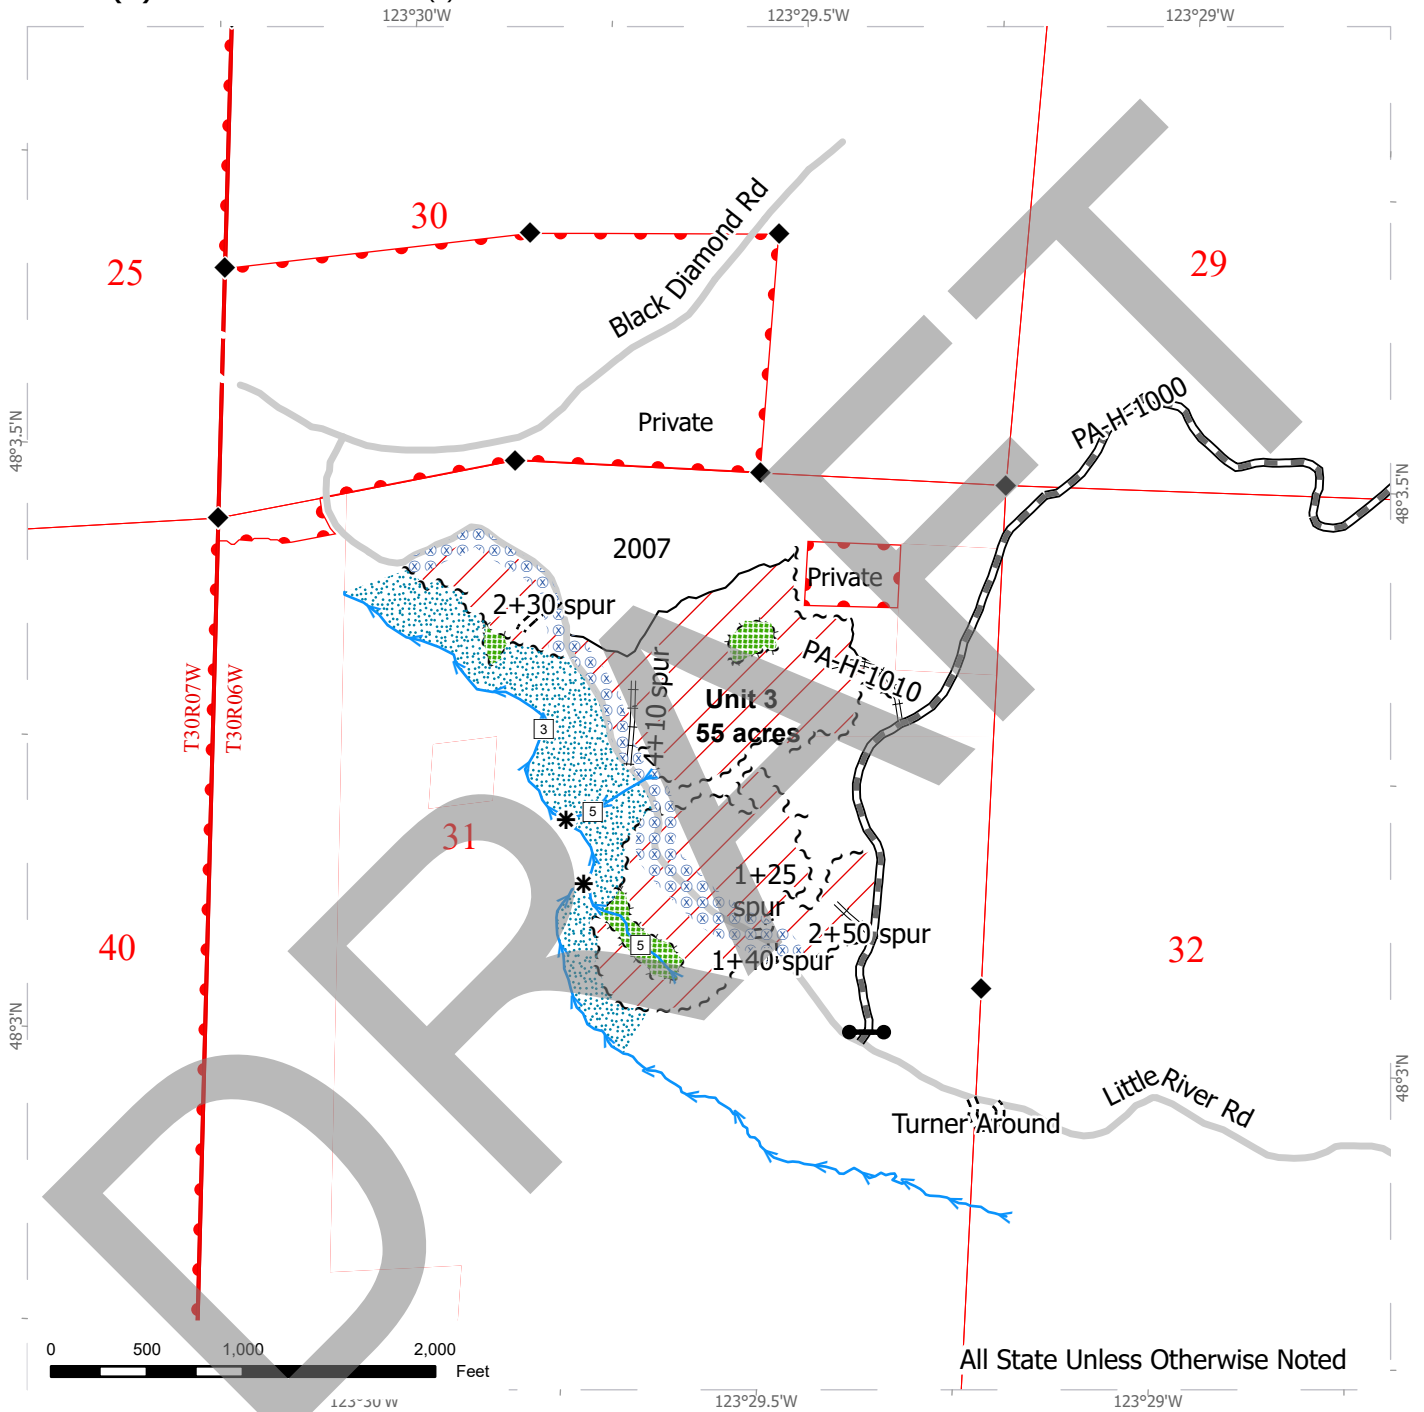 123°30'W
123°29.5'W
123°29'W
30
25
29
Black Diamond Rd
PA-H-1000
Private
48°3.5'N
48°3.5'N
2007
Private
2+30 spur
PA-H-1010
4+10 spur
Unit 3
55 acres
T30R07W
T30R06W
3
5
31
1+25
spur
40
5
2+50 spur
1+40 spur
32
48°3'N
48°3'N
Little River Rd
Turner Around
DRAFT
0 500 1,000 2,000
Feet
All State Unless Otherwise Noted
123°30'W
123°29.5'W
123°29'W